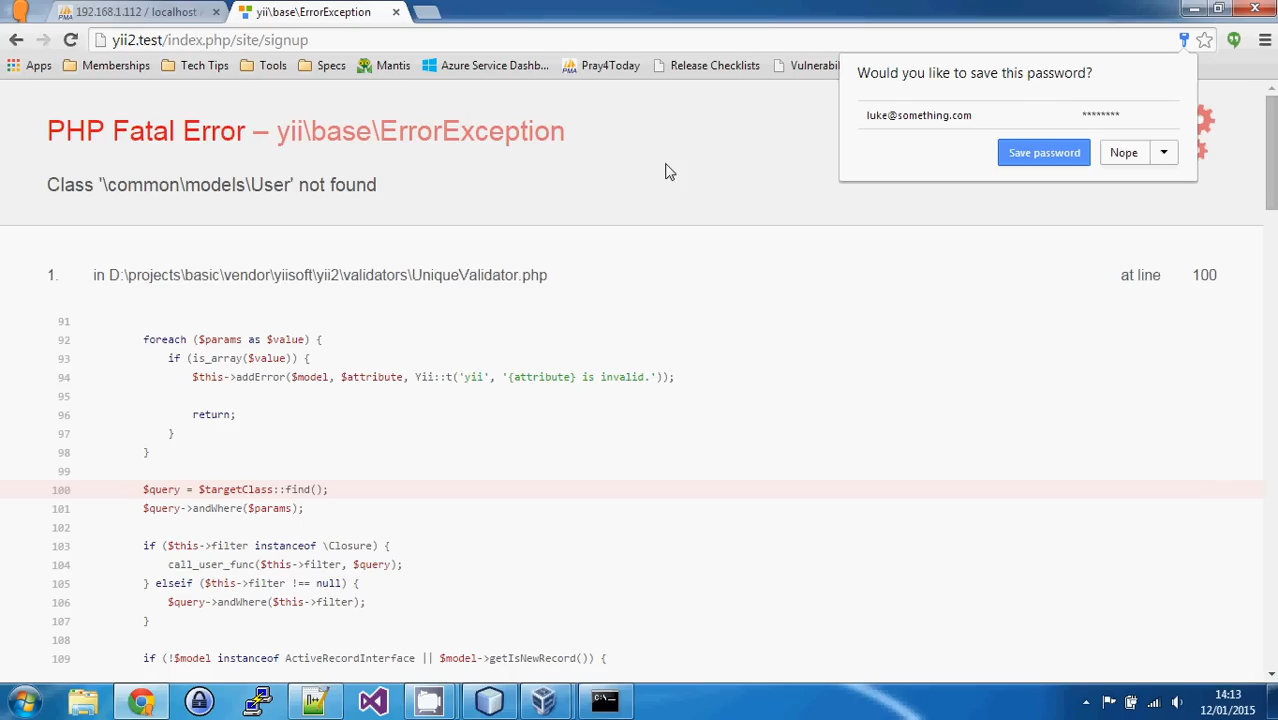 192.168.1.112 / localhost
yii\base\ErrorException
yii2.test/index.php/site/signup
Apps Memberships Tech Tips Tools Specs Mantis Azure Service Dashb... Pray4Today Release Checklists Vulnerabil
Would you like to save this password?
luke@something.com ********
Save password Nope
PHP Fatal Error – yii\base\ErrorException
Class '\common\models\User' not found
1. in D:\projects\basic\vendor\yiisoft\yii2\validators\UniqueValidator.php at line 100
91
92 foreach ($params as $value) {
93 if (is_array($value)) {
94 $this->addError($model, $attribute, Yii::t('yii', '{attribute} is invalid.'));
95
96 return;
97 }
98 }
99
100 $query = $targetClass::find();
101 $query->andWhere($params);
102
103 if ($this->filter instanceof \Closure) {
104 call_user_func($this->filter, $query);
105 } elseif ($this->filter !== null) {
106 $query->andWhere($this->filter);
107 }
108
109 if (!$model instanceof ActiveRecordInterface || $model->getIsNewRecord()) {
14:13
12/01/2015